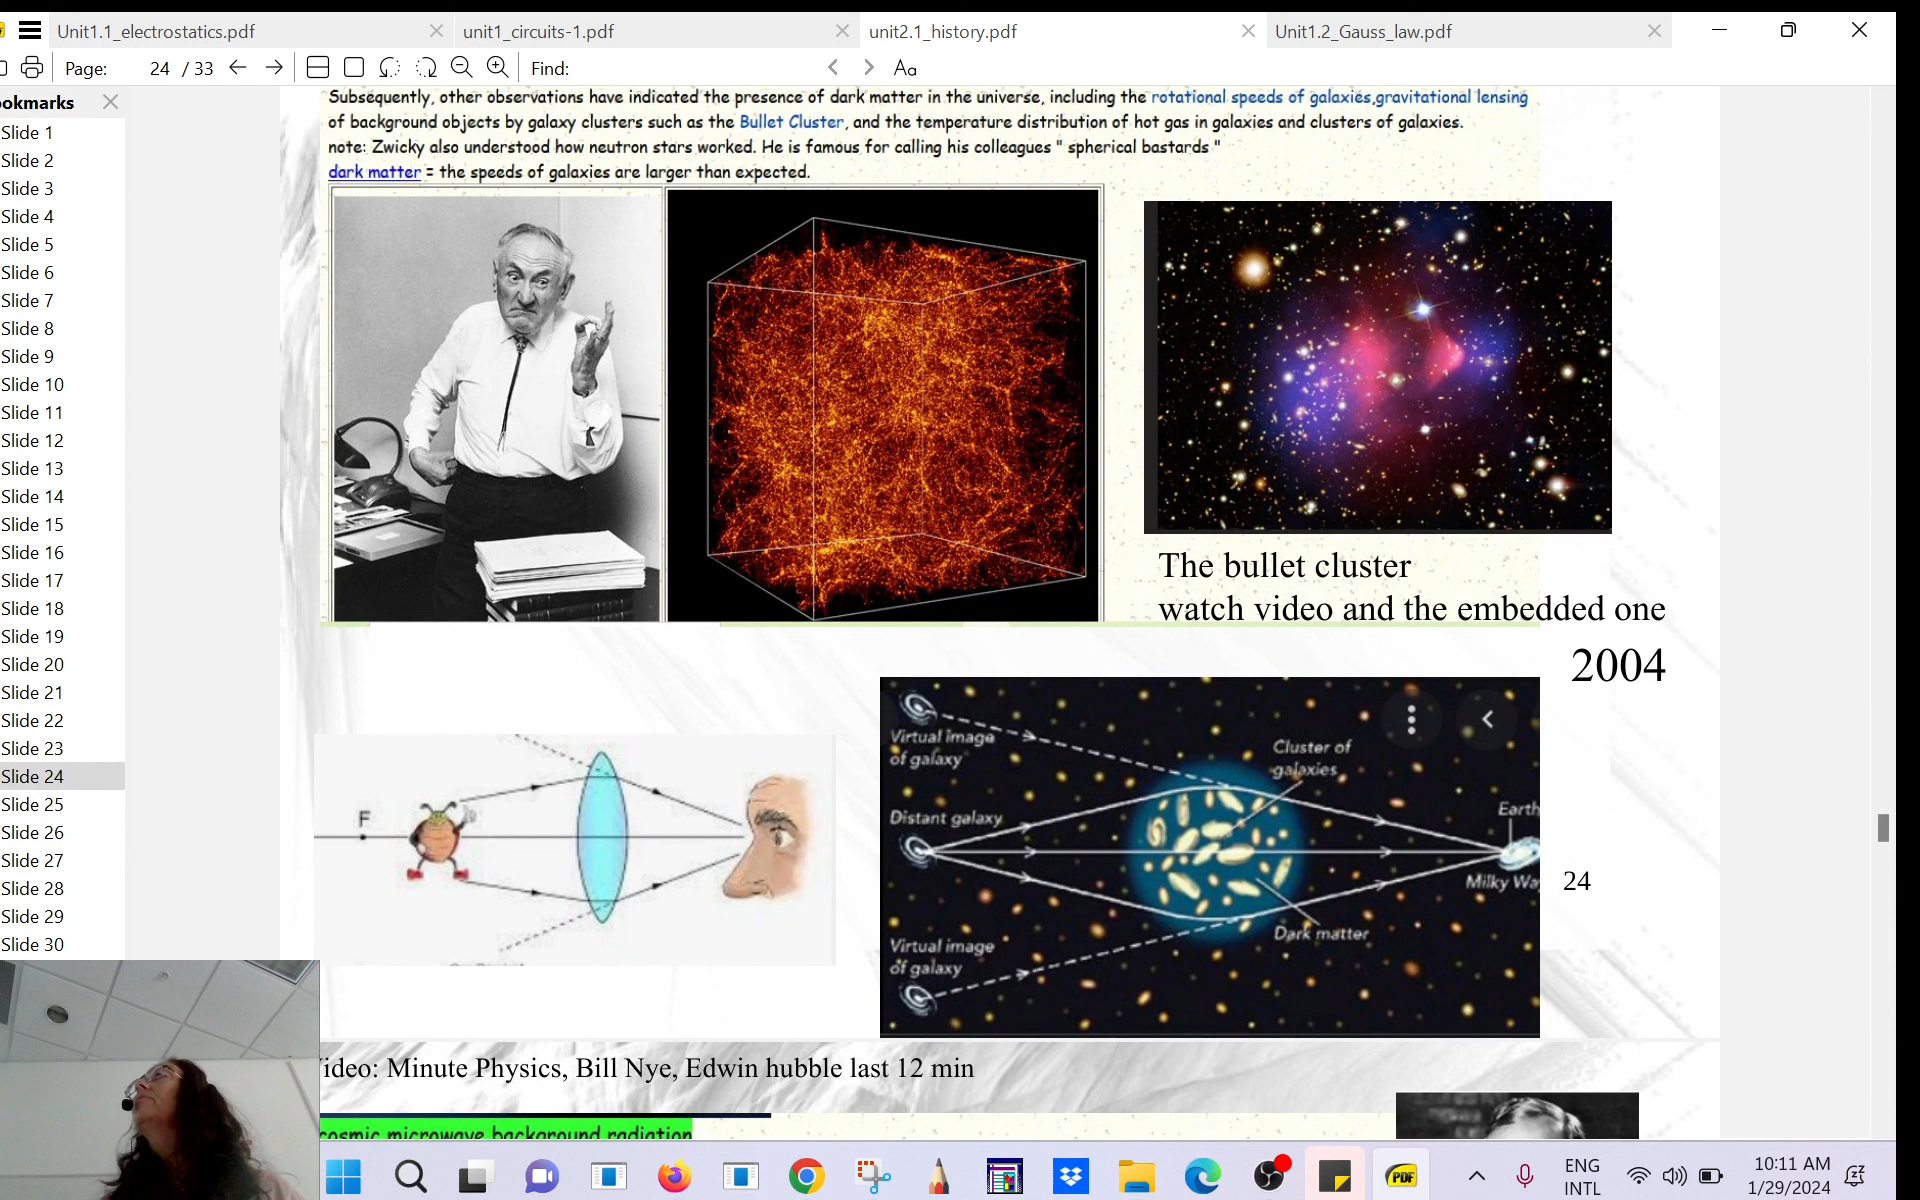 Unit1.1_electrostatics.pdf
unit1_circuits-1.pdf
unit2.1_history.pdf
Unit1.2_Gauss_law.pdf
Page: 24 / 33
Find:
Aa
ookmarks
Slide 1
Slide 2
Slide 3
Slide 4
Slide 5
Slide 6
Slide 7
Slide 8
Slide 9
Slide 10
Slide 11
Slide 12
Slide 13
Slide 14
Slide 15
Slide 16
Slide 17
Slide 18
Slide 19
Slide 20
Slide 21
Slide 22
Slide 23
Slide 24
Slide 25
Slide 26
Slide 27
Slide 28
Slide 29
Slide 30
Subsequently, other observations have indicated the presence of dark matter in the universe, including the rotational speeds of galaxies,gravitational lensing
of background objects by galaxy clusters such as the Bullet Cluster, and the temperature distribution of hot gas in galaxies and clusters of galaxies.
note: Zwicky also understood how neutron stars worked. He is famous for calling his colleagues " spherical bastards "
dark matter = the speeds of galaxies are larger than expected.
The bullet cluster
watch video and the embedded one
2004
F
Virtual image
of galaxy
Cluster of
galaxies
Distant galaxy
Earth
Milky Wa
Dark matter
Virtual image
of galaxy
24
ideo: Minute Physics, Bill Nye, Edwin hubble last 12 min
cosmic microwave background radiation
PDF
ENG
INTL
10:11 AM
1/29/2024